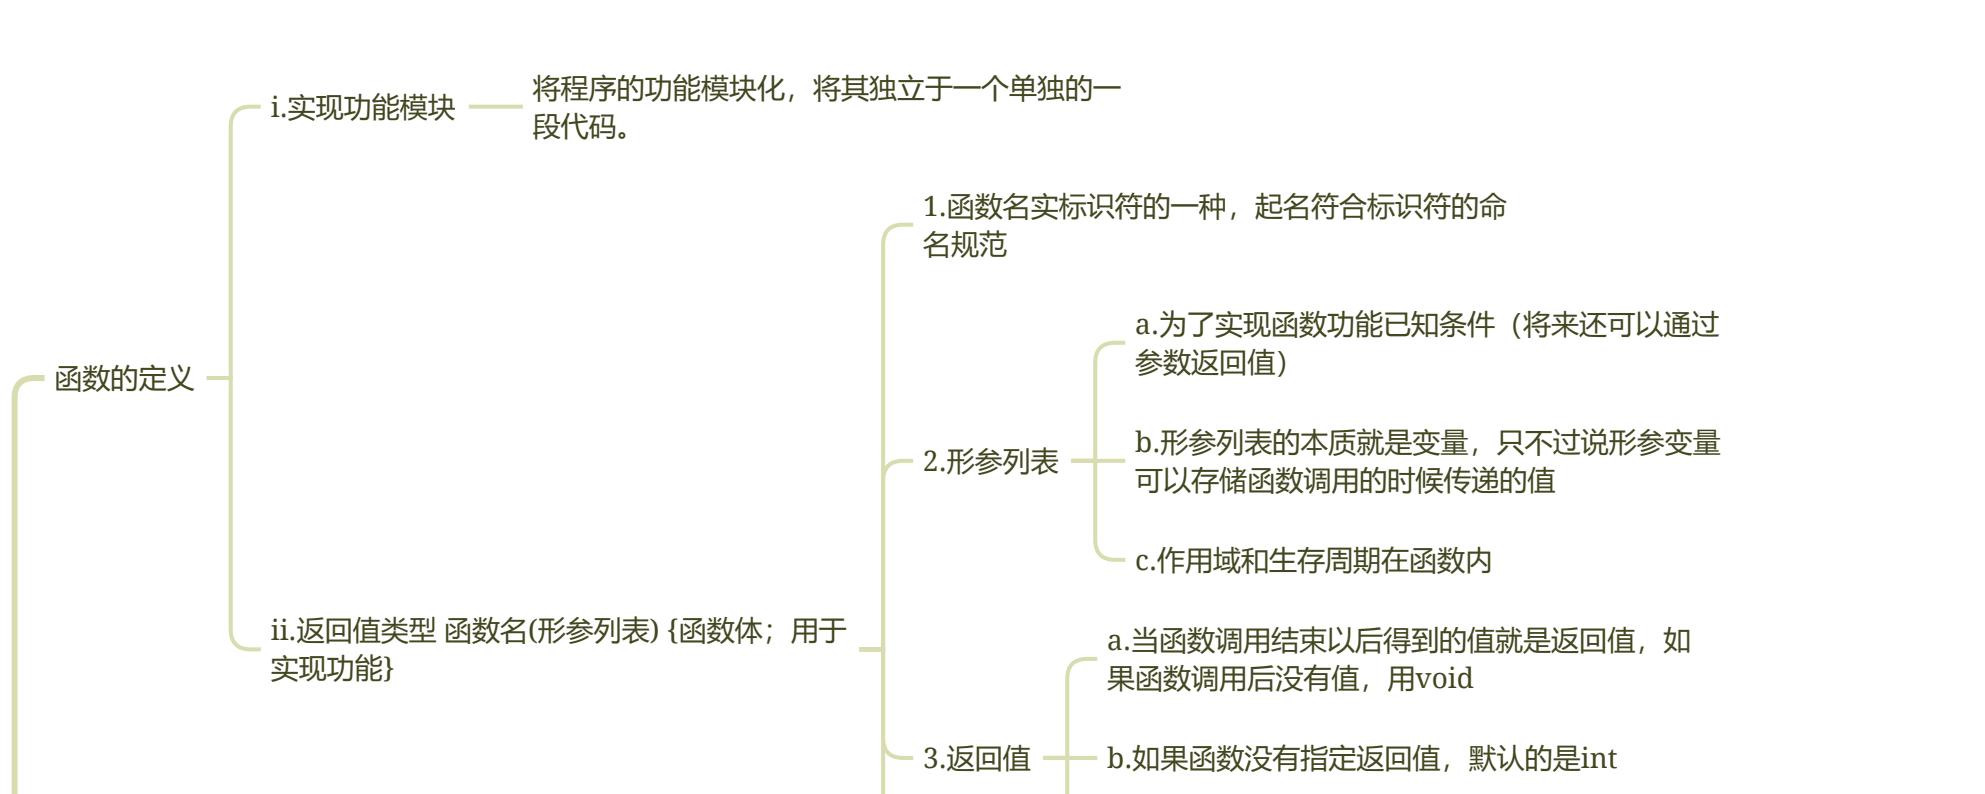 i.实现功能模块
将程序的功能模块化，将其独立于一个单独的一
段代码。
1.函数名实标识符的一种，起名符合标识符的命
名规范
a.为了实现函数功能已知条件（将来还可以通过
参数返回值）
函数的定义
b.形参列表的本质就是变量，只不过说形参变量
可以存储函数调用的时候传递的值
2.形参列表
c.作用域和生存周期在函数内
ii.返回值类型 函数名(形参列表) {函数体；用于
实现功能}
a.当函数调用结束以后得到的值就是返回值，如
果函数调用后没有值，用void
3.返回值
b.如果函数没有指定返回值，默认的是int